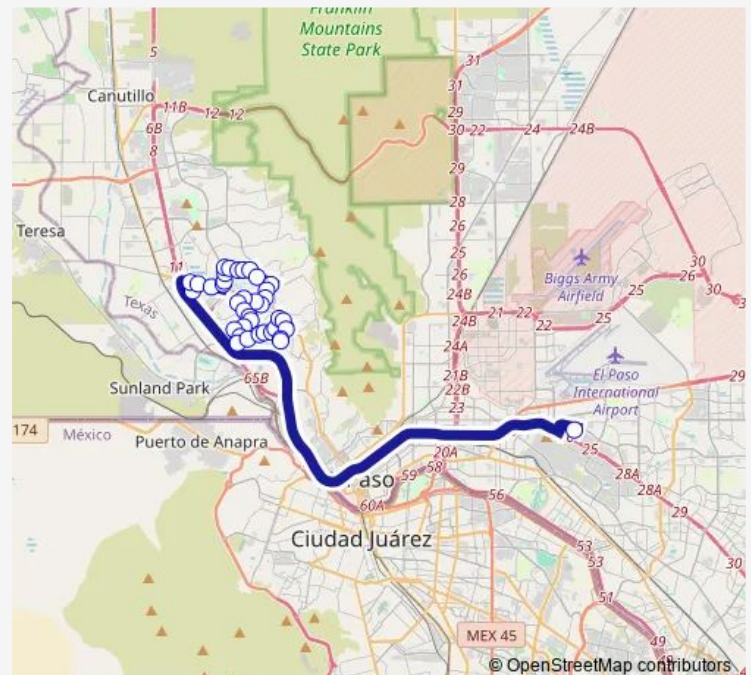 Franklin
Mountains
State Park
5
31
31
Canutillo
11B
12
12
29
30
22
24
24B
6B
8
29
28
Teresa
26
25
26
24B
Biggs Army
Airfield
30
30
26
11
Texas
24B
21
22
22
25
25
24A
El Paso
International
Airport
Sunland Park
65B
21B
22B
23
29
174
México
Puerto de Anapra
20A
25
59
58
28A
28A
Paso
60A
56
29
Ciudad Juárez
53
53
30
51
MEX 45
49
© OpenStreetMap contributors